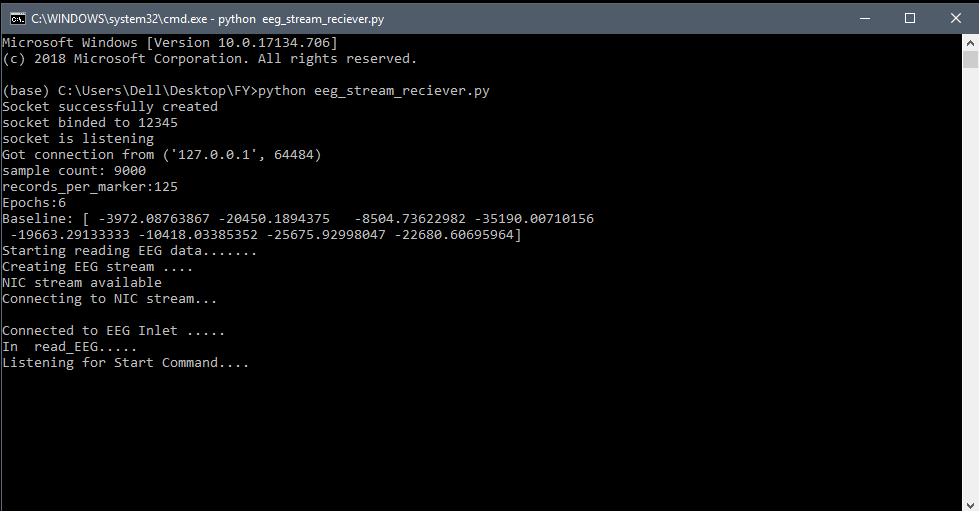 C:\WINDOWS\system32\cmd.exe - python  eeg_stream_reciever.py
Microsoft Windows [Version 10.0.17134.706]
(c) 2018 Microsoft Corporation. All rights reserved.
(base) C:\Users\Dell\Desktop\FY>python eeg_stream_reciever.py
Socket successfully created
socket binded to 12345
socket is listening
Got connection from ('127.0.0.1', 64484)
sample count: 9000
records_per_marker:125
Epochs:6
Baseline: [ -3972.08763867 -20450.1894375   -8504.73622982 -35190.00710156
 -19663.29133333 -10418.03385352 -25675.92998047 -22680.60695964]
Starting reading EEG data.......
Creating EEG stream ....
NIC stream available
Connecting to NIC stream...
Connected to EEG Inlet .....
In  read_EEG.....
Listening for Start Command....